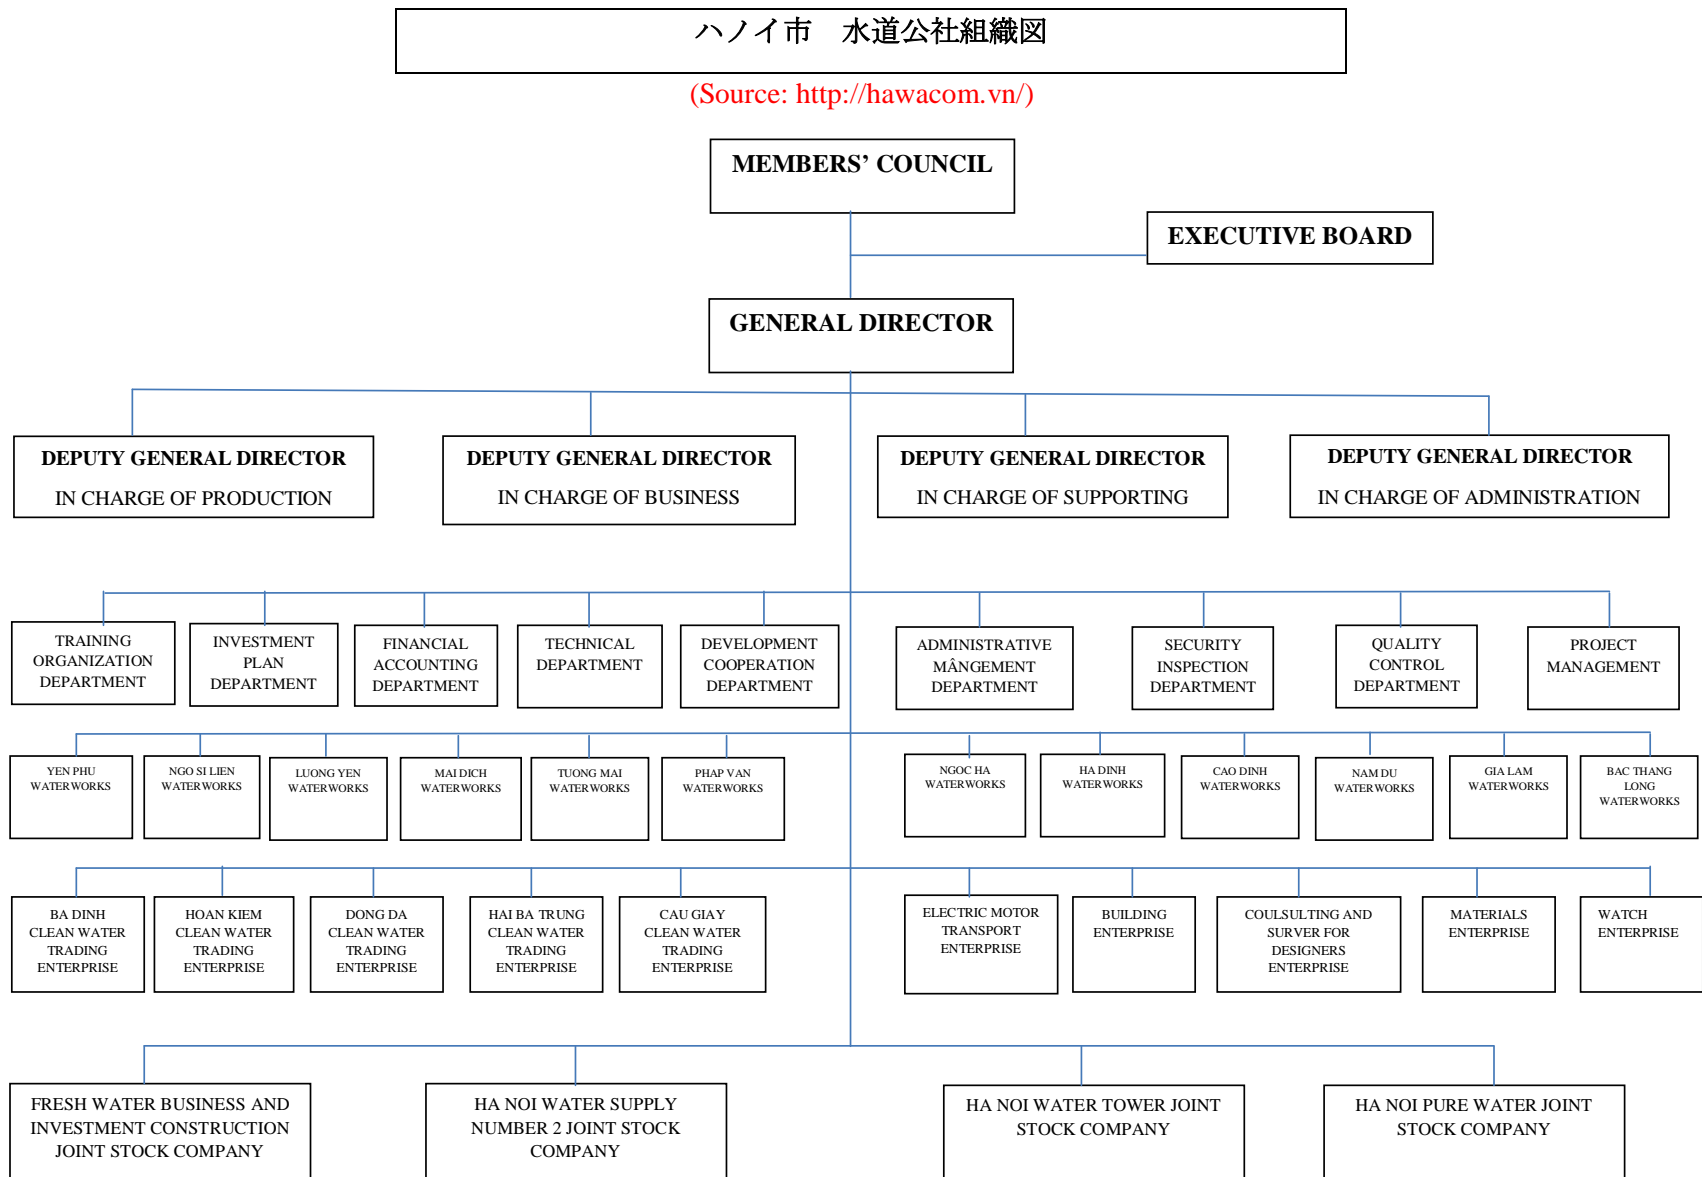 ハノイ市　水道公社組織図
(Source: http://hawacom.vn/)
MEMBERS’ COUNCIL
EXECUTIVE BOARD
GENERAL DIRECTOR
DEPUTY GENERAL DIRECTOR
IN CHARGE OF PRODUCTION
DEPUTY GENERAL DIRECTOR
IN CHARGE OF BUSINESS
DEPUTY GENERAL DIRECTOR
IN CHARGE OF SUPPORTING
DEPUTY GENERAL DIRECTOR
IN CHARGE OF ADMINISTRATION
TRAINING
ORGANIZATION
DEPARTMENT
INVESTMENT
PLAN
DEPARTMENT
FINANCIAL
ACCOUNTING
DEPARTMENT
TECHNICAL
DEPARTMENT
DEVELOPMENT
COOPERATION
DEPARTMENT
ADMINISTRATIVE
MÂNGEMENT
DEPARTMENT
SECURITY
INSPECTION
DEPARTMENT
QUALITY
CONTROL
DEPARTMENT
PROJECT
MANAGEMENT
YEN PHU
WATERWORKS
NGO SI LIEN
WATERWORKS
LUONG YEN
WATERWORKS
MAI DICH
WATERWORKS
TUONG MAI
WATERWORKS
PHAP VAN
WATERWORKS
NGOC HA
WATERWORKS
HA DINH
WATERWORKS
CAO DINH
WATERWORKS
NAM DU
WATERWORKS
GIA LAM
WATERWORKS
BAC THANG
LONG
WATERWORKS
BA DINH
CLEAN WATER
TRADING
ENTERPRISE
HOAN KIEM
CLEAN WATER
TRADING
ENTERPRISE
DONG DA
CLEAN WATER
TRADING
ENTERPRISE
HAI BA TRUNG
CLEAN WATER
TRADING
ENTERPRISE
CAU GIAY
CLEAN WATER
TRADING
ENTERPRISE
ELECTRIC MOTOR
TRANSPORT
ENTERPRISE
BUILDING
ENTERPRISE
COULSULTING AND
SURVER FOR
DESIGNERS
ENTERPRISE
MATERIALS
ENTERPRISE
WATCH
ENTERPRISE
FRESH WATER BUSINESS AND
INVESTMENT CONSTRUCTION
JOINT STOCK COMPANY
HA NOI WATER SUPPLY
NUMBER 2 JOINT STOCK
COMPANY
HA NOI WATER TOWER JOINT
STOCK COMPANY
HA NOI PURE WATER JOINT
STOCK COMPANY